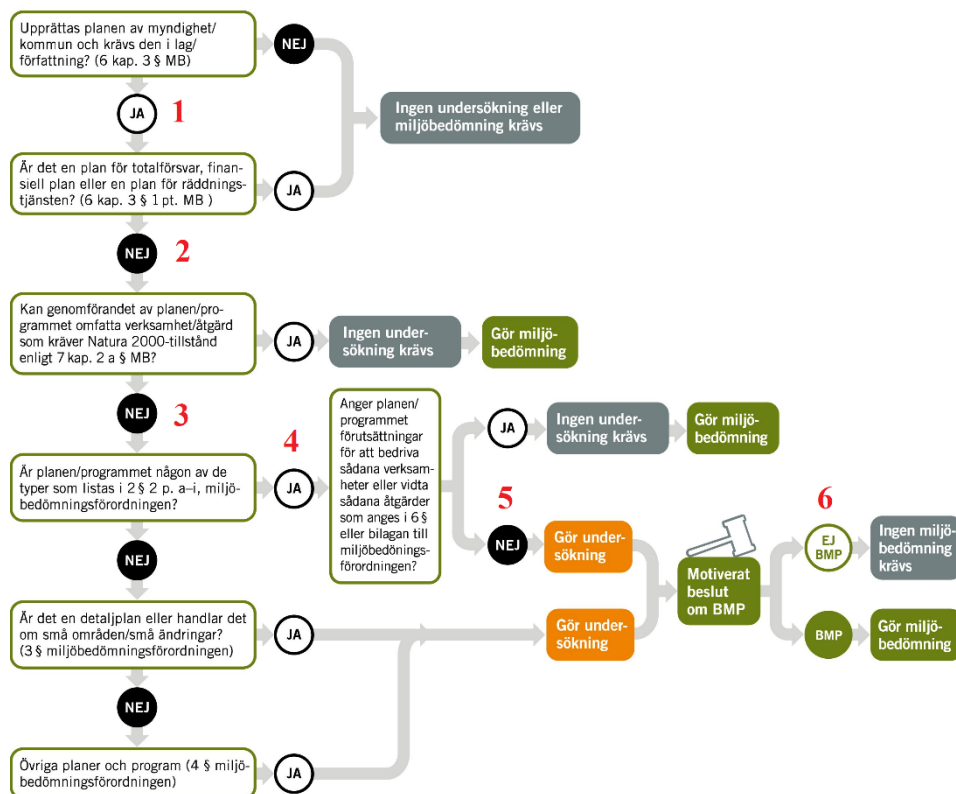 Upprättas planen av myndighet/
kommun och krävs den i lag/
författning? (6 kap. 3 § MB)
NEJ
JA
1
Ingen undersökning eller
miljöbedömning krävs
Är det en plan för totalförsvar, finan-
siell plan eller en plan för räddnings-
tjänsten? (6 kap. 3 § 1 pt. MB )
JA
NEJ
2
Kan genomförandet av planen/pro-
grammet omfatta verksamhet/åtgärd
som kräver Natura 2000-tillstånd
enligt 7 kap. 2 a § MB?
JA
Ingen under-
sökning krävs
Gör miljö-
bedömning
NEJ
3
Är planen/programmet någon av de
typer som listas i 2 § 2 p. a–i, miljö-
bedömningsförordningen?
4
JA
Anger planen/
programmet
förutsättningar
för att bedriva
sådana verksam-
heter eller vidta
sådana åtgärder
som anges i 6 §
eller bilagan till
miljöbedönings-
förordningen?
JA
Ingen under-
sökning krävs
Gör miljö-
bedömning
5
NEJ
Gör under-
sökning
Motiverat
beslut
om BMP
6
EJ
BMP
Ingen miljö-
bedömning
krävs
BMP
Gör miljö-
bedömning
NEJ
Är det en detaljplan eller handlar det
om små områden/små ändringar?
(3 § miljöbedömningsförordningen)
JA
Gör under-
sökning
NEJ
Övriga planer och program (4 § miljö-
bedömningsförordningen)
JA